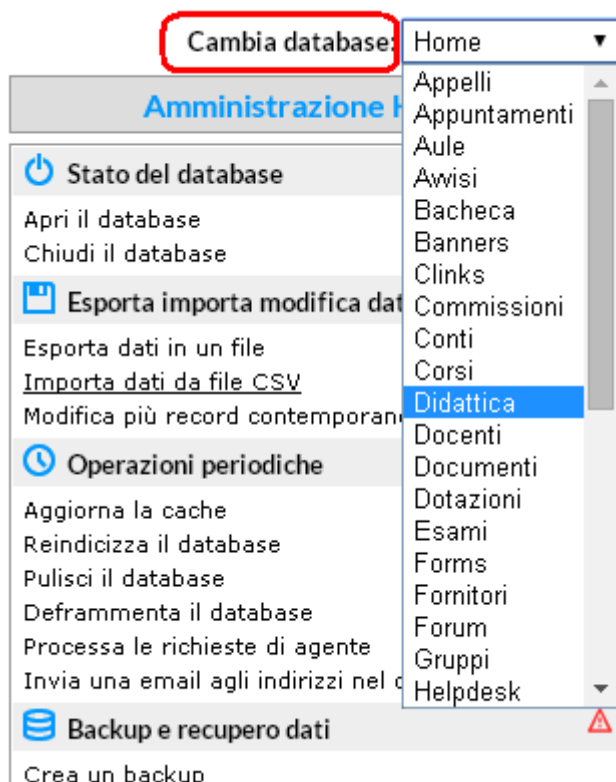 Cambia database: Home
Appelli
Appuntamenti
Aule
Avvisi
Bacheca
Banners
Clinks
Commissioni
Conti
Corsi
Didattica
Docenti
Documenti
Dotazioni
Esami
Forms
Fornitori
Forum
Gruppi
Helpdesk
Amministrazione
Stato del database
Apri il database
Chiudi il database
Esporta importa modifica dat
Esporta dati in un file
Importa dati da file CSV
Modifica più record contemporan
Operazioni periodiche
Aggiorna la cache
Reindicizza il database
Pulisci il database
Deframmenta il database
Processa le richieste di agente
Invia una email agli indirizzi nel
Backup e recupero dati
Crea un backup